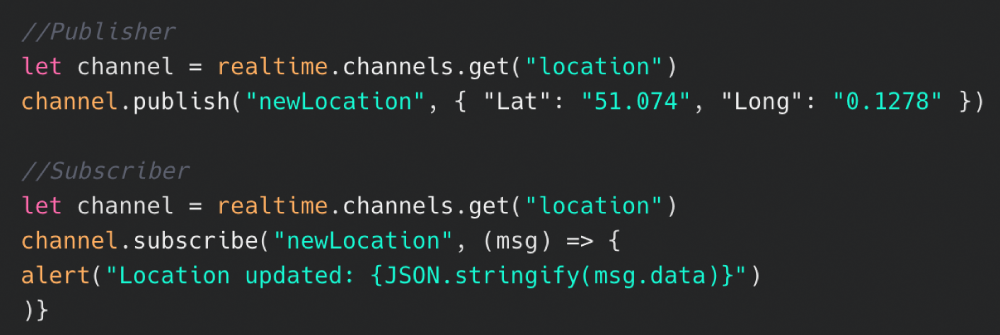 //Publisher
let channel = realtime.channels.get("location")
channel.publish("newLocation", { "Lat": "51.074", "Long": "0.1278" })
//Subscriber
let channel = realtime.channels.get("location")
channel.subscribe("newLocation", (msg) => {
alert("Location updated: {JSON.stringify(msg.data)}")
)}